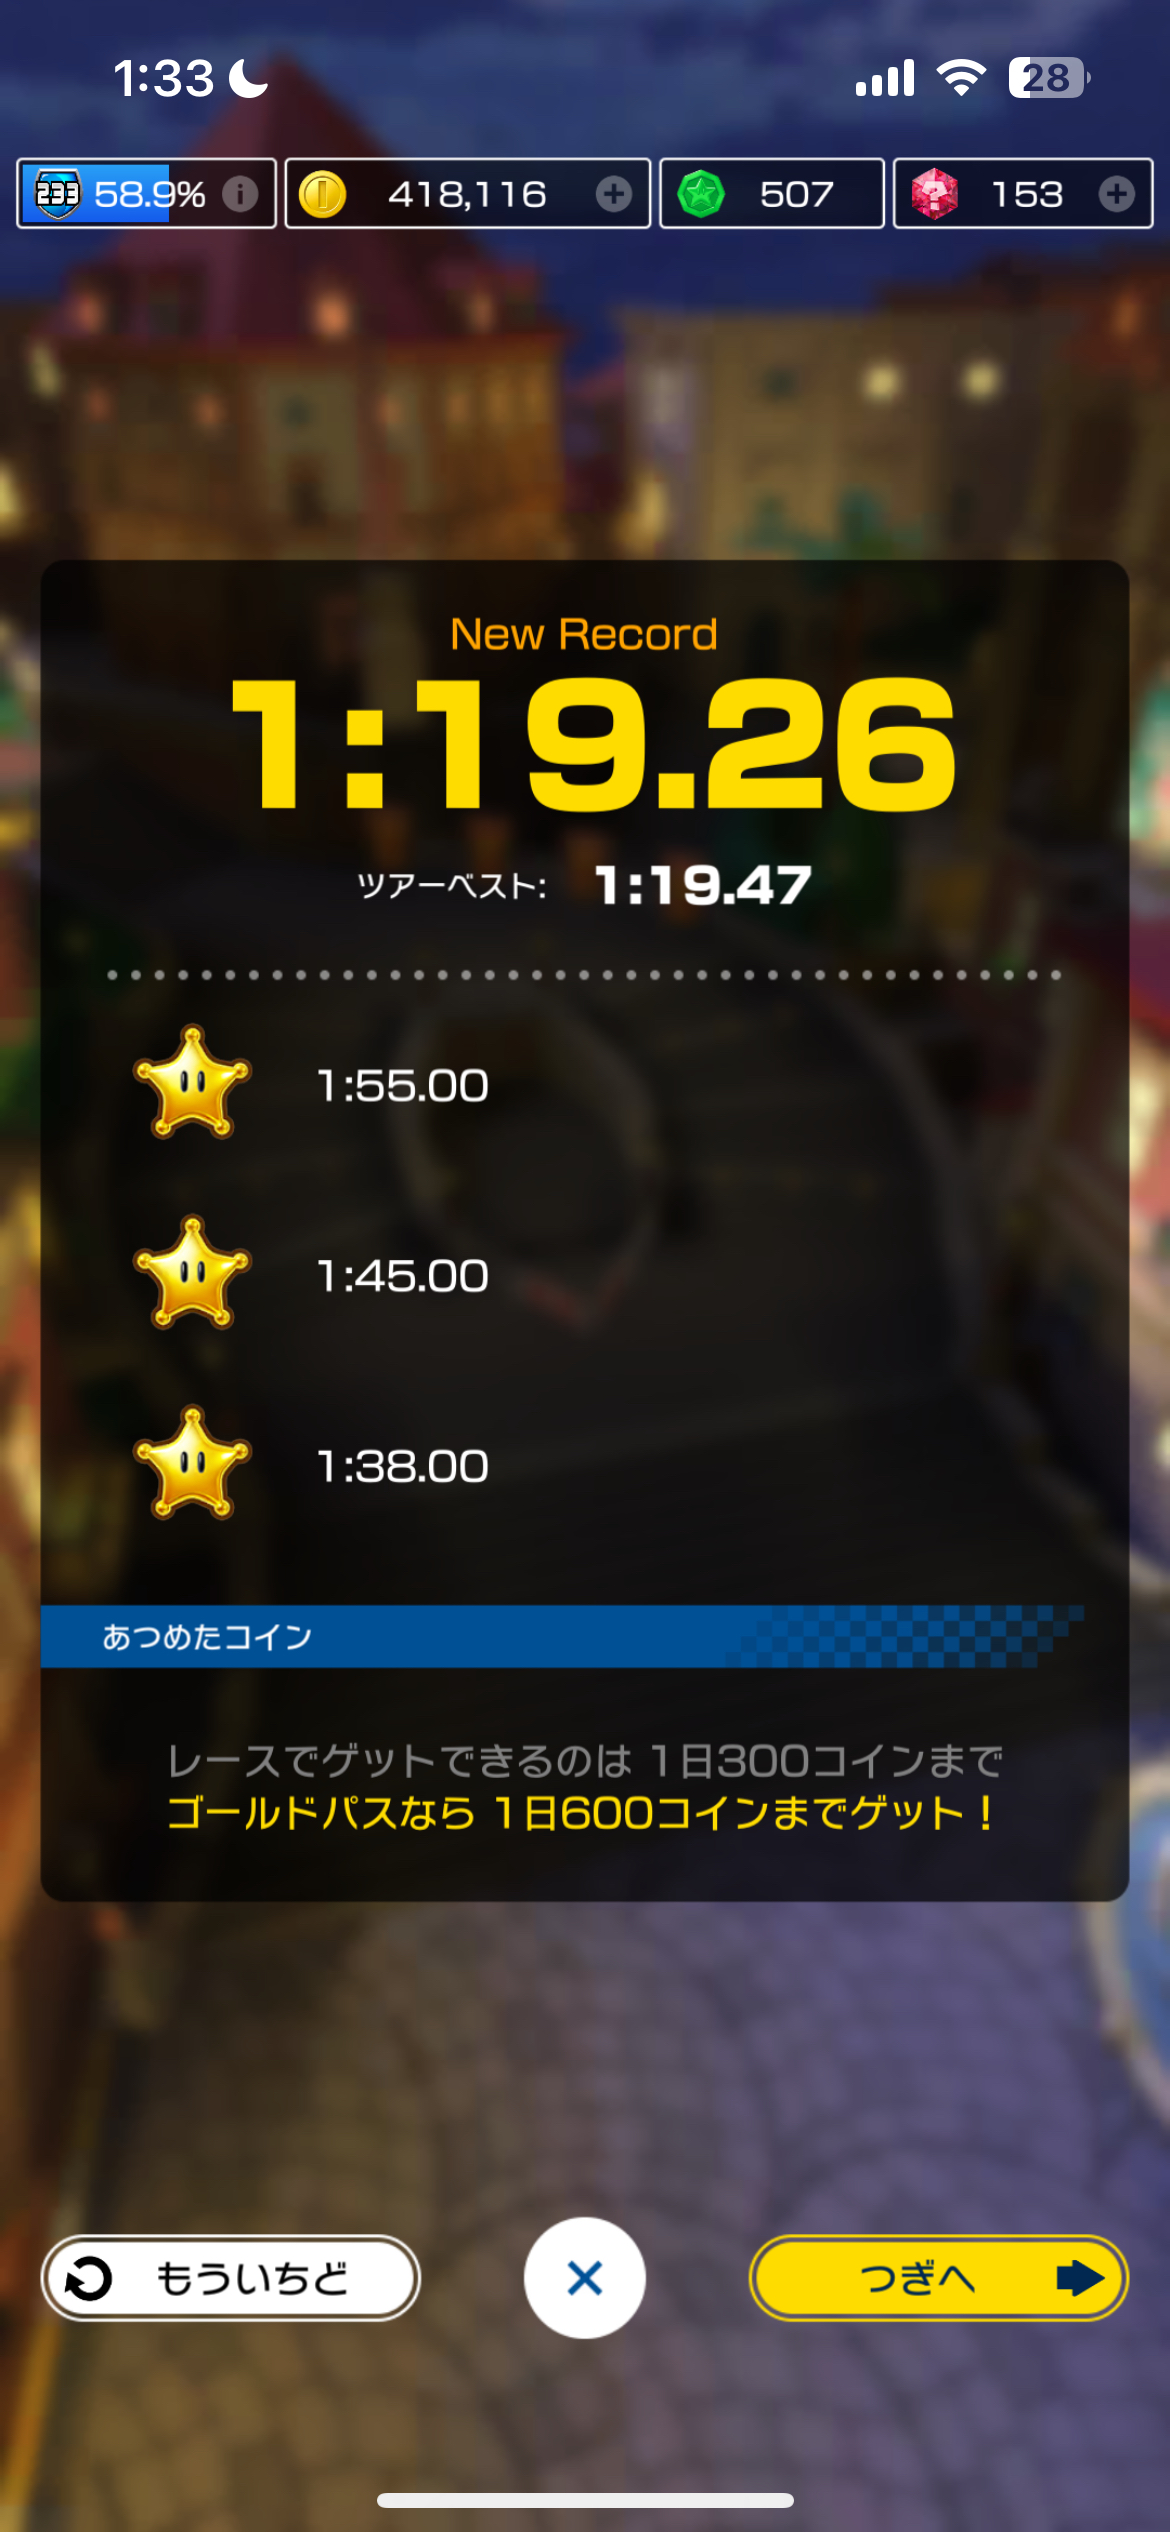 1:33
28
233 58.9% i
418,116 +
507
153 +
New Record
1:19.26
ツアーベスト: 1:19.47
1:55.00
1:45.00
1:38.00
あつめたコイン
レースでゲットできるのは 1日300コインまで
ゴールドパスなら 1日600コインまでゲット！
もういちど
×
つぎへ